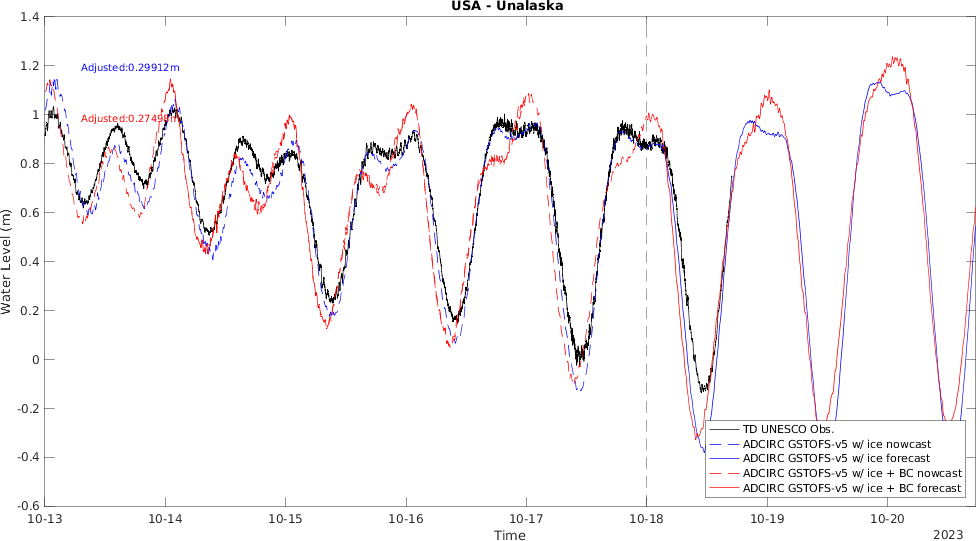 USA - Unalaska
1.4
1.2
1
0.8
0.6
0.4
0.2
0
-0.2
-0.4
-0.6
Water Level (m)
Adjusted:0.29912m
Adjusted:0.27498m
TD UNESCO Obs.
ADCIRC GSTOFS-v5 w/ ice nowcast
ADCIRC GSTOFS-v5 w/ ice forecast
ADCIRC GSTOFS-v5 w/ ice + BC nowcast
ADCIRC GSTOFS-v5 w/ ice + BC forecast
10-13 10-14 10-15 10-16 10-17 10-18 10-19 10-20
Time
2023